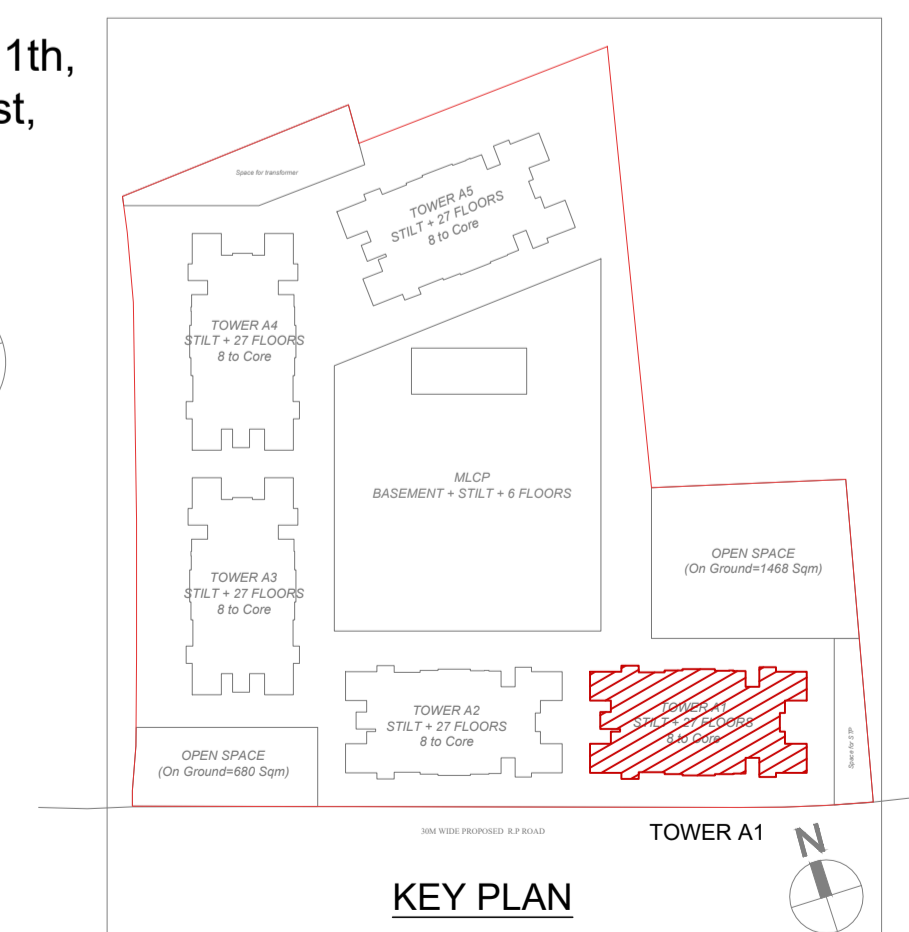 1th,
st,
Space for transformer
TOWER A5
STILT + 27 FLOORS
8 to Core
TOWER A4
STILT + 27 FLOORS
8 to Core
MLCP
BASEMENT + STILT + 6 FLOORS
OPEN SPACE
(On Ground=1468 Sqm)
TOWER A3
STILT + 27 FLOORS
8 to Core
TOWER A2
STILT + 27 FLOORS
8 to Core
TOWER A1
STILT + 27 FLOORS
8 to Core
Space for STP
OPEN SPACE
(On Ground=680 Sqm)
30M WIDE PROPOSED R.P ROAD
TOWER A1
N
KEY PLAN